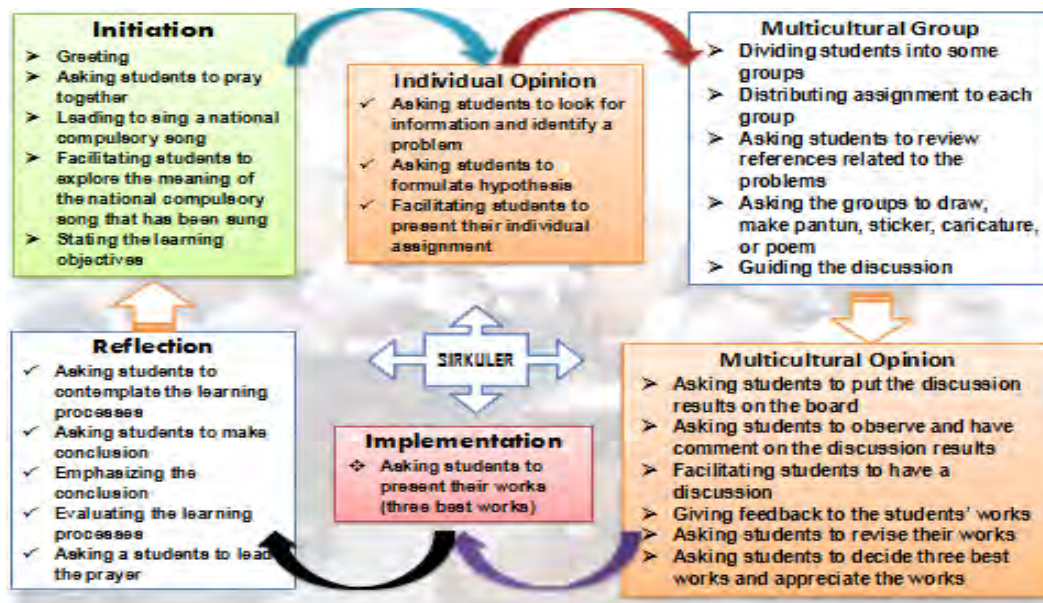 Initiation
➤ Greeting
➤ Asking students to pray
together
➤ Leading to sing a national
compulsory song
➤ Facilitating students to
explore the meaning of
the national compulsory
song that has been sung
➤ Stating the learning
objectives
Individual Opinion
✓ Asking students to look for
information and identify a
problem
✓ Asking students to
formulate hypothesis
✓ Facilitating students to
present their individual
assignment
Multicultural Group
➤ Dividing students into some
groups
➤ Distributing assignment to each
group
➤ Asking students to review
references related to the
problems
➤ Asking the groups to draw,
make pantun, sticker, caricature,
or poem
➤ Guiding the discussion
Multicultural Opinion
➤ Asking students to put the discussion
results on the board
➤ Asking students to observe and have
comment on the discussion results
➤ Facilitating students to have a
discussion
➤ Giving feedback to the students' works
➤ Asking students to revise their works
➤ Asking students to decide three best
works and appreciate the works
SIRKULER
Implementation
❖ Asking students to
present their works
(three best works)
Reflection
✓ Asking students to
contemplate the learning
processes
✓ Asking students to make
conclusion
✓ Emphasizing the
conclusion
✓ Evaluating the learning
processes
✓ Asking a students to lead
the prayer